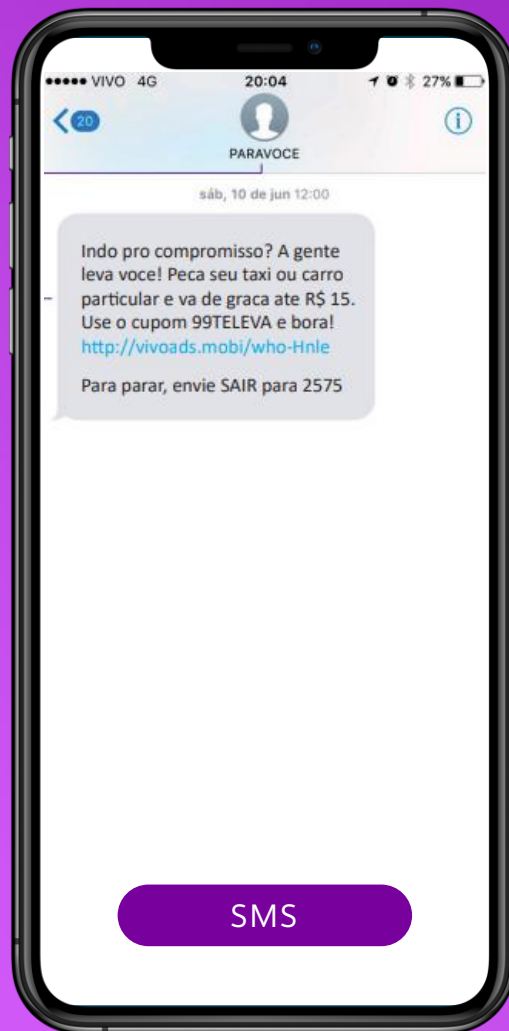 VIVO 4G 20:04 27%
20
PARAVOCE
sáb, 10 de jun 12:00
Indo pro compromisso? A gente
leva voce! Peca seu taxi ou carro
particular e va de graca ate R$ 15.
Use o cupom 99TELEVA e bora!
http://vivoads.mobi/who-Hnle
Para parar, envie SAIR para 2575
SMS